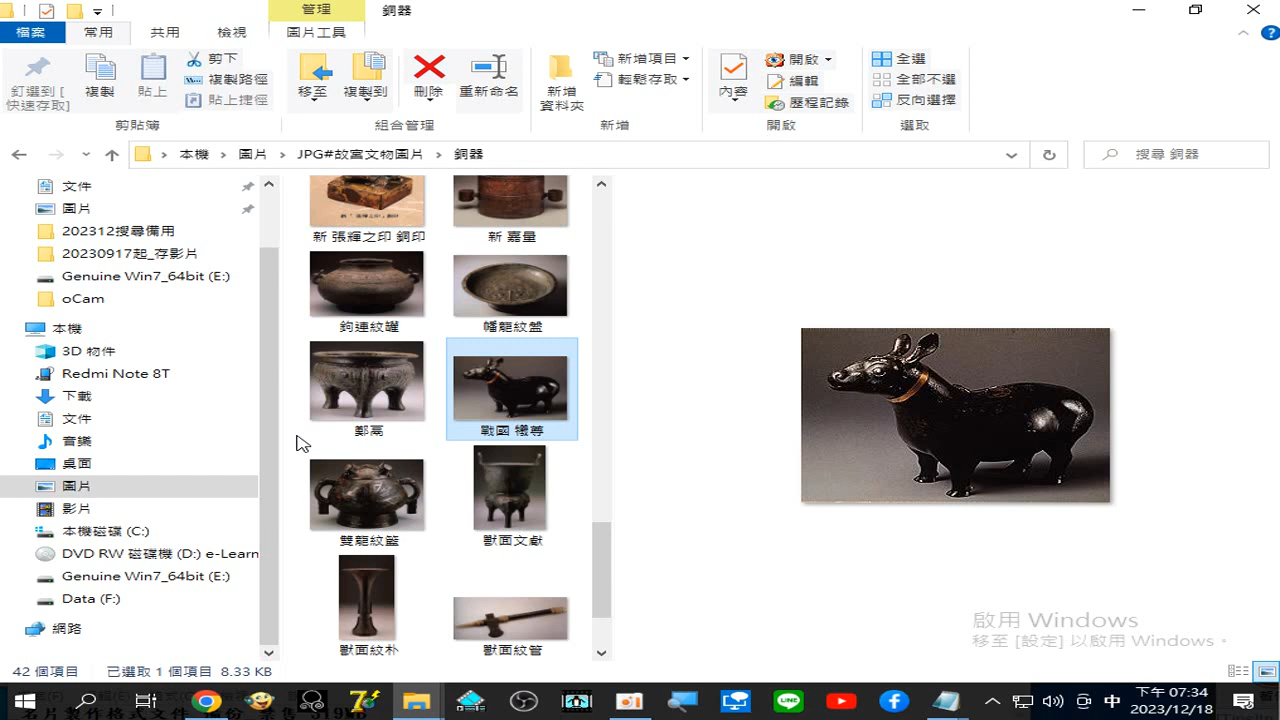 管理
銅器
檔案
常用
共用
檢視
圖片工具
釘選到 [
快速存取]
複製
貼上
剪下
複製路徑
貼上捷徑
剪貼簿
移至
複製到
刪除
重新命名
組合管理
新增
資料夾
新增項目
輕鬆存取
新增
內容
開啟
編輯
歷程記錄
開啟
全選
全部不選
反向選擇
選取
本機 › 圖片 › JPG#故宮文物圖片 › 銅器
搜尋 銅器
文件
圖片
202312搜尋備用
20230917起_存影片
Genuine Win7_64bit (E:)
oCam
本機
3D 物件
Redmi Note 8T
下載
文件
音樂
桌面
圖片
影片
本機磁碟 (C:)
DVD RW 磁碟機 (D:) e-Learn
Genuine Win7_64bit (E:)
Data (F:)
網路
新 張輝之印 銅印
新 嘉量
鉤連紋罐
幡龍紋盤
鄭鬲
戰國 犧尊
雙龍紋簋
獸面文獻
獸面紋朴
獸面紋管
啟用 Windows
移至 [設定] 以啟用 Windows。
42 個項目
已選取 1 個項目 8.33 KB
中
下午 07:34
2023/12/18